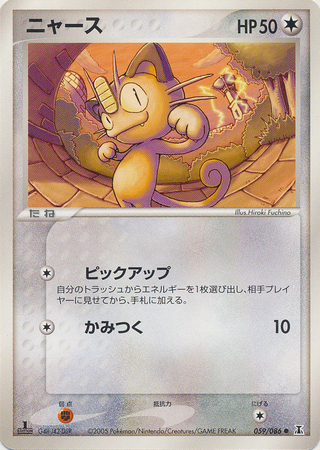 ニャース
HP50
たね
Illus. Hiroki Fuchino
ピックアップ
自分のトラッシュからエネルギーを1枚選び出し、相手プレイ
ヤーに見せてから、手札に加える。
かみつく 10
弱点 抵抗力 にげる
1
EDITION
©2005 Pokémon/Nintendo/Creatures/GAME FREAK
059/086 ●